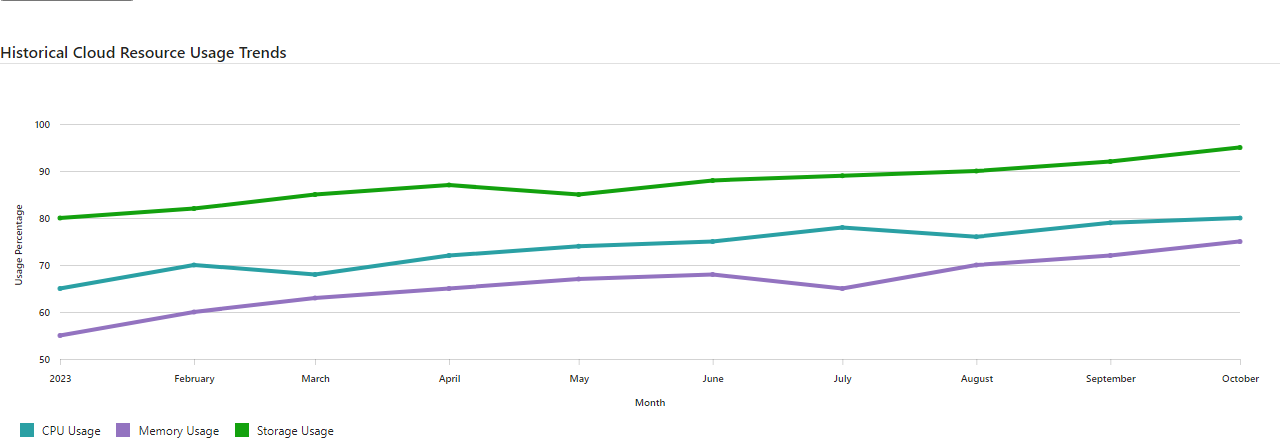 Historical Cloud Resource Usage Trends
100
90
80
70
60
50
Usage Percentage
2023 February March April May June July August September October
Month
CPU Usage Memory Usage Storage Usage